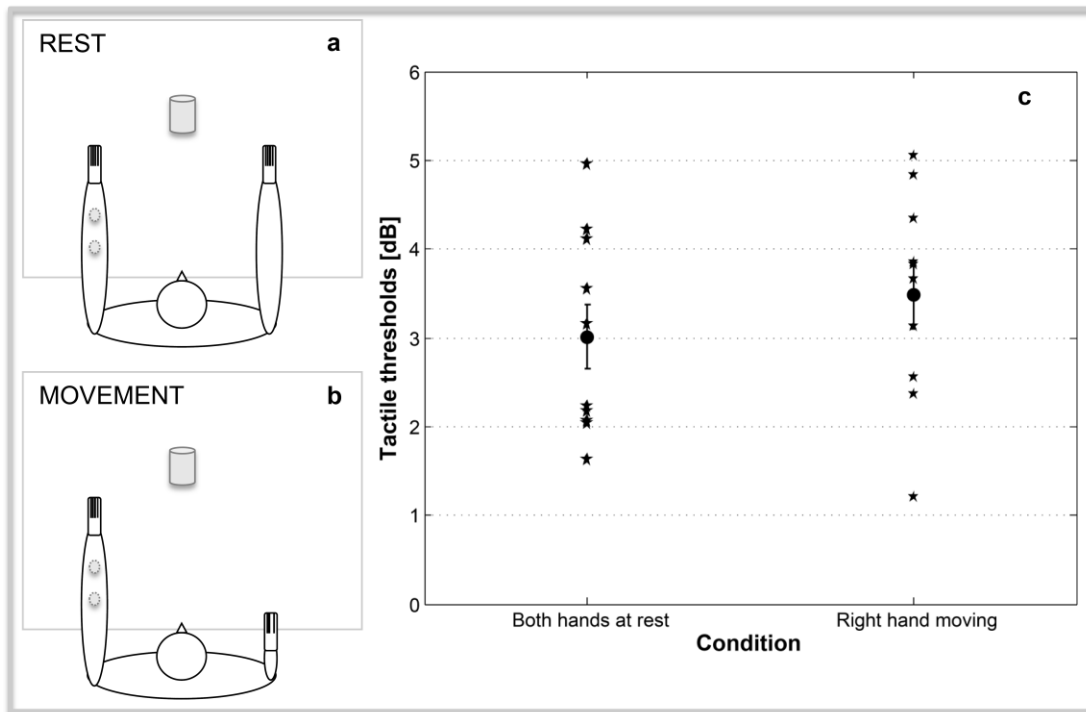 REST
a
MOVEMENT
b
c
Tactile thresholds [dB]
6
5
4
3
2
1
0
Both hands at rest
Right hand moving
Condition